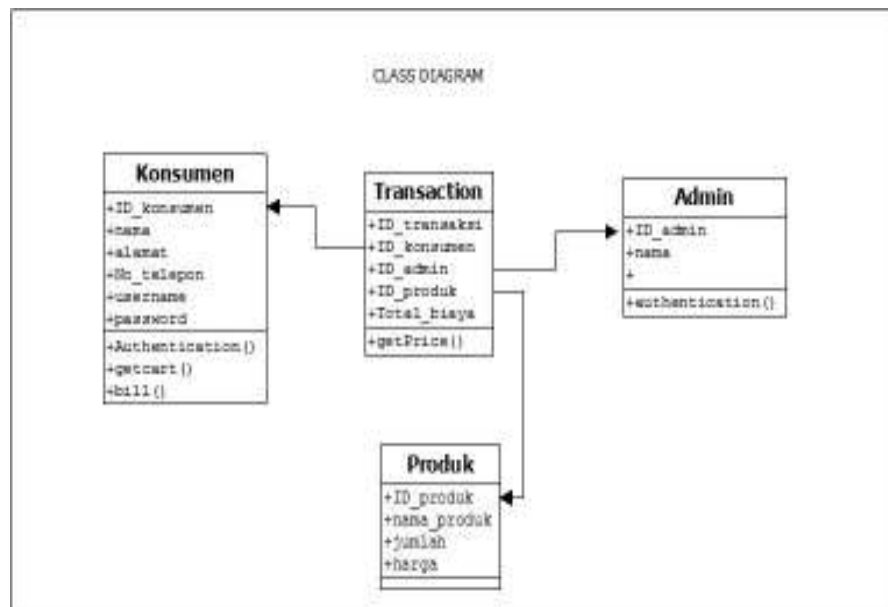 CLASS DIAGRAM
Konsumen
+ID_konsumen
+nama
+alamat
+No_telepon
+username
+password
+Authentication()
+getcart()
+bill()
Transaction
+ID_transaksi
+ID_konsumen
+ID_admin
+ID_produk
+Total_biaya
+getPrice()
Admin
+ID_admin
+nama
+
+authentication()
Produk
+ID_produk
+nama_produk
+jumlah
+harga